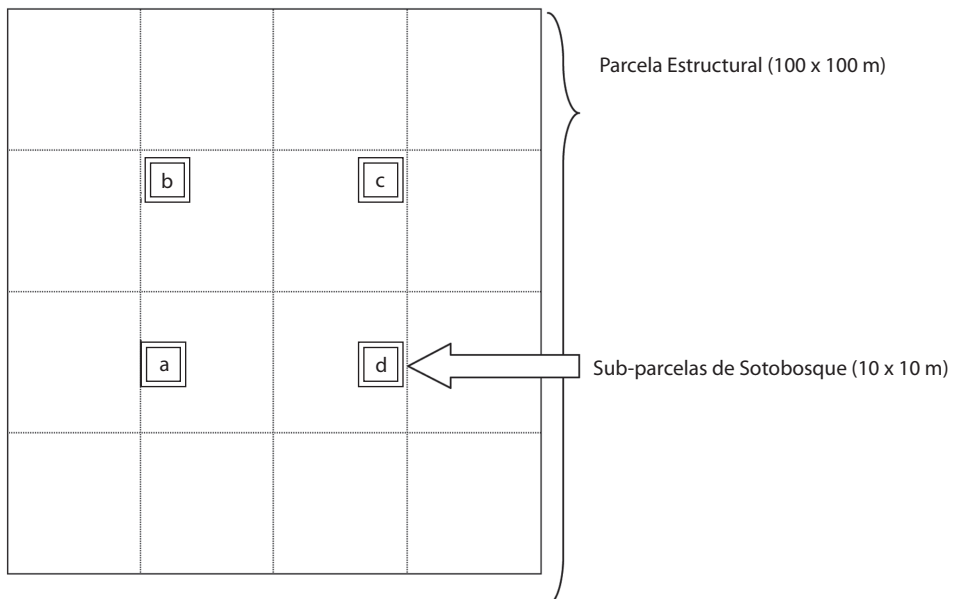 Parcela Estructural (100 x 100 m)
b
c
a
d
Sub-parcelas de Sotobosque (10 x 10 m)